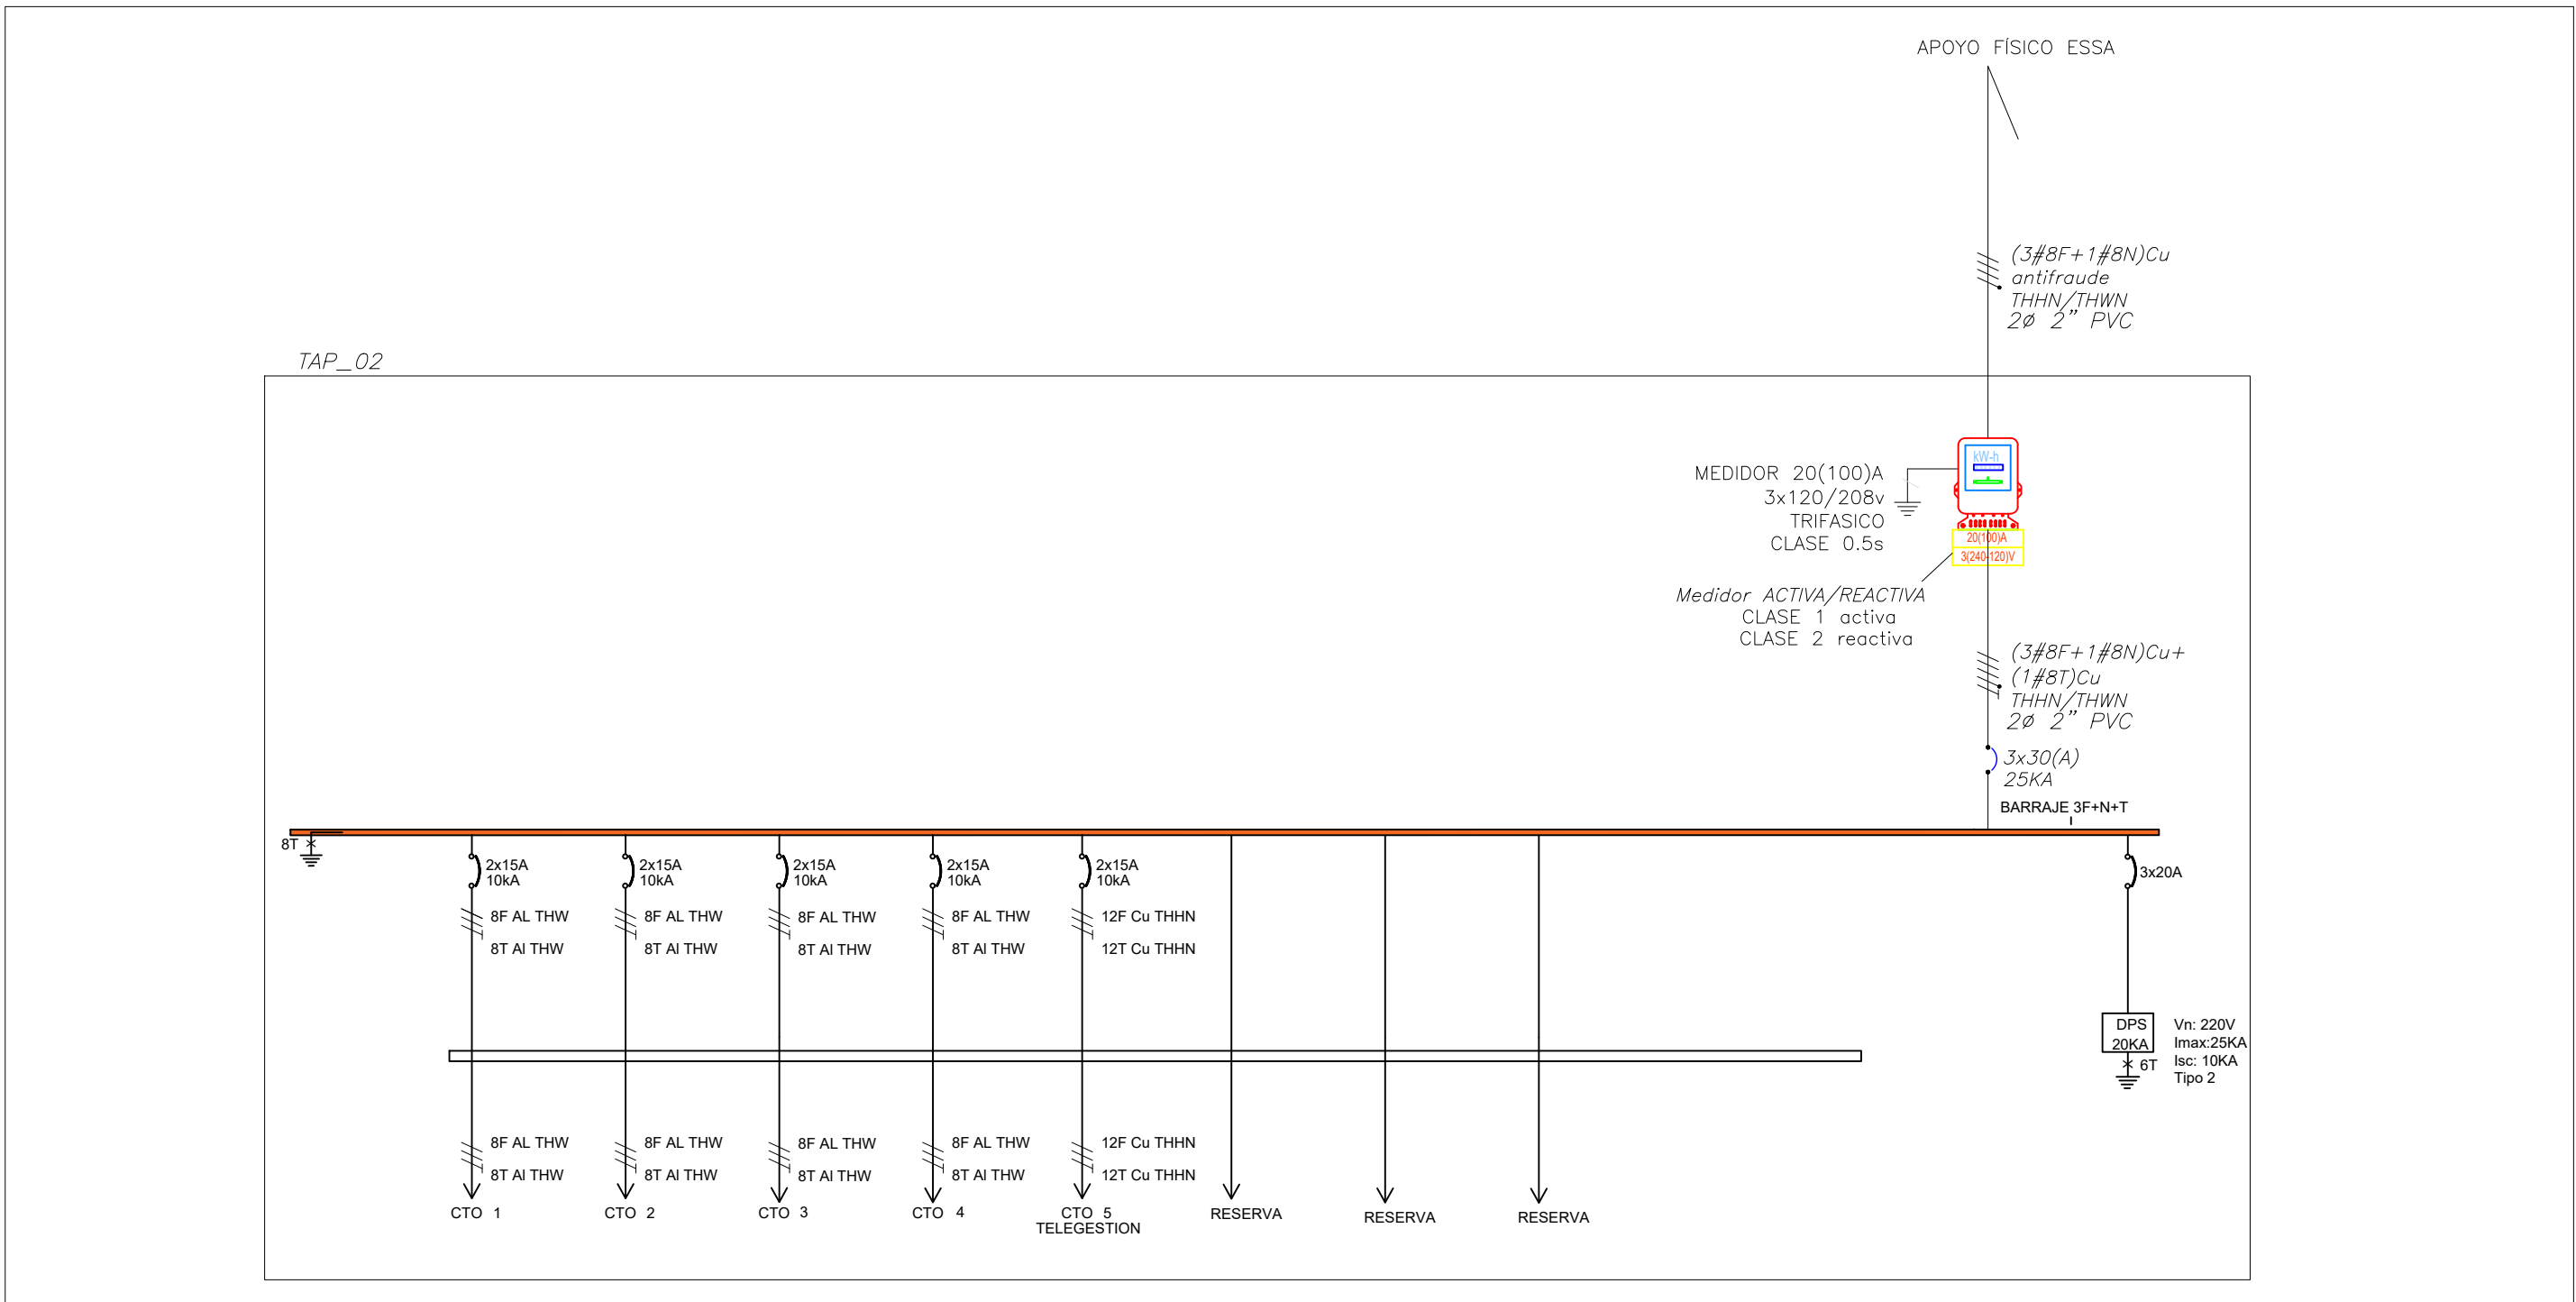 APOYO FÍSICO ESSA
(3#8F+1#8N)Cu
antifraude
THHN/THWN
2ø 2” PVC
TAP_02
kW-h
MEDIDOR 20(100)A
3x120/208v
TRIFASICO
CLASE 0.5s
20(100)A
3(240-120)V
Medidor ACTIVA/REACTIVA
CLASE 1 activa
CLASE 2 reactiva
(3#8F+1#8N)Cu+
(1#8T)Cu
THHN/THWN
2ø 2” PVC
3x30(A)
25KA
BARRAJE 3F+N+T
8T
2x15A
10kA
2x15A
10kA
2x15A
10kA
2x15A
10kA
2x15A
10kA
3x20A
8F AL THW
8T Al THW
8F AL THW
8T Al THW
8F AL THW
8T Al THW
8F AL THW
8T Al THW
12F Cu THHN
12T Cu THHN
DPS
20KA
6T
Vn: 220V
Imax:25KA
Isc: 10KA
Tipo 2
8F AL THW
8T Al THW
8F AL THW
8T Al THW
8F AL THW
8T Al THW
8F AL THW
8T Al THW
12F Cu THHN
12T Cu THHN
CTO 1
CTO 2
CTO 3
CTO 4
CTO 5
TELEGESTION
RESERVA
RESERVA
RESERVA